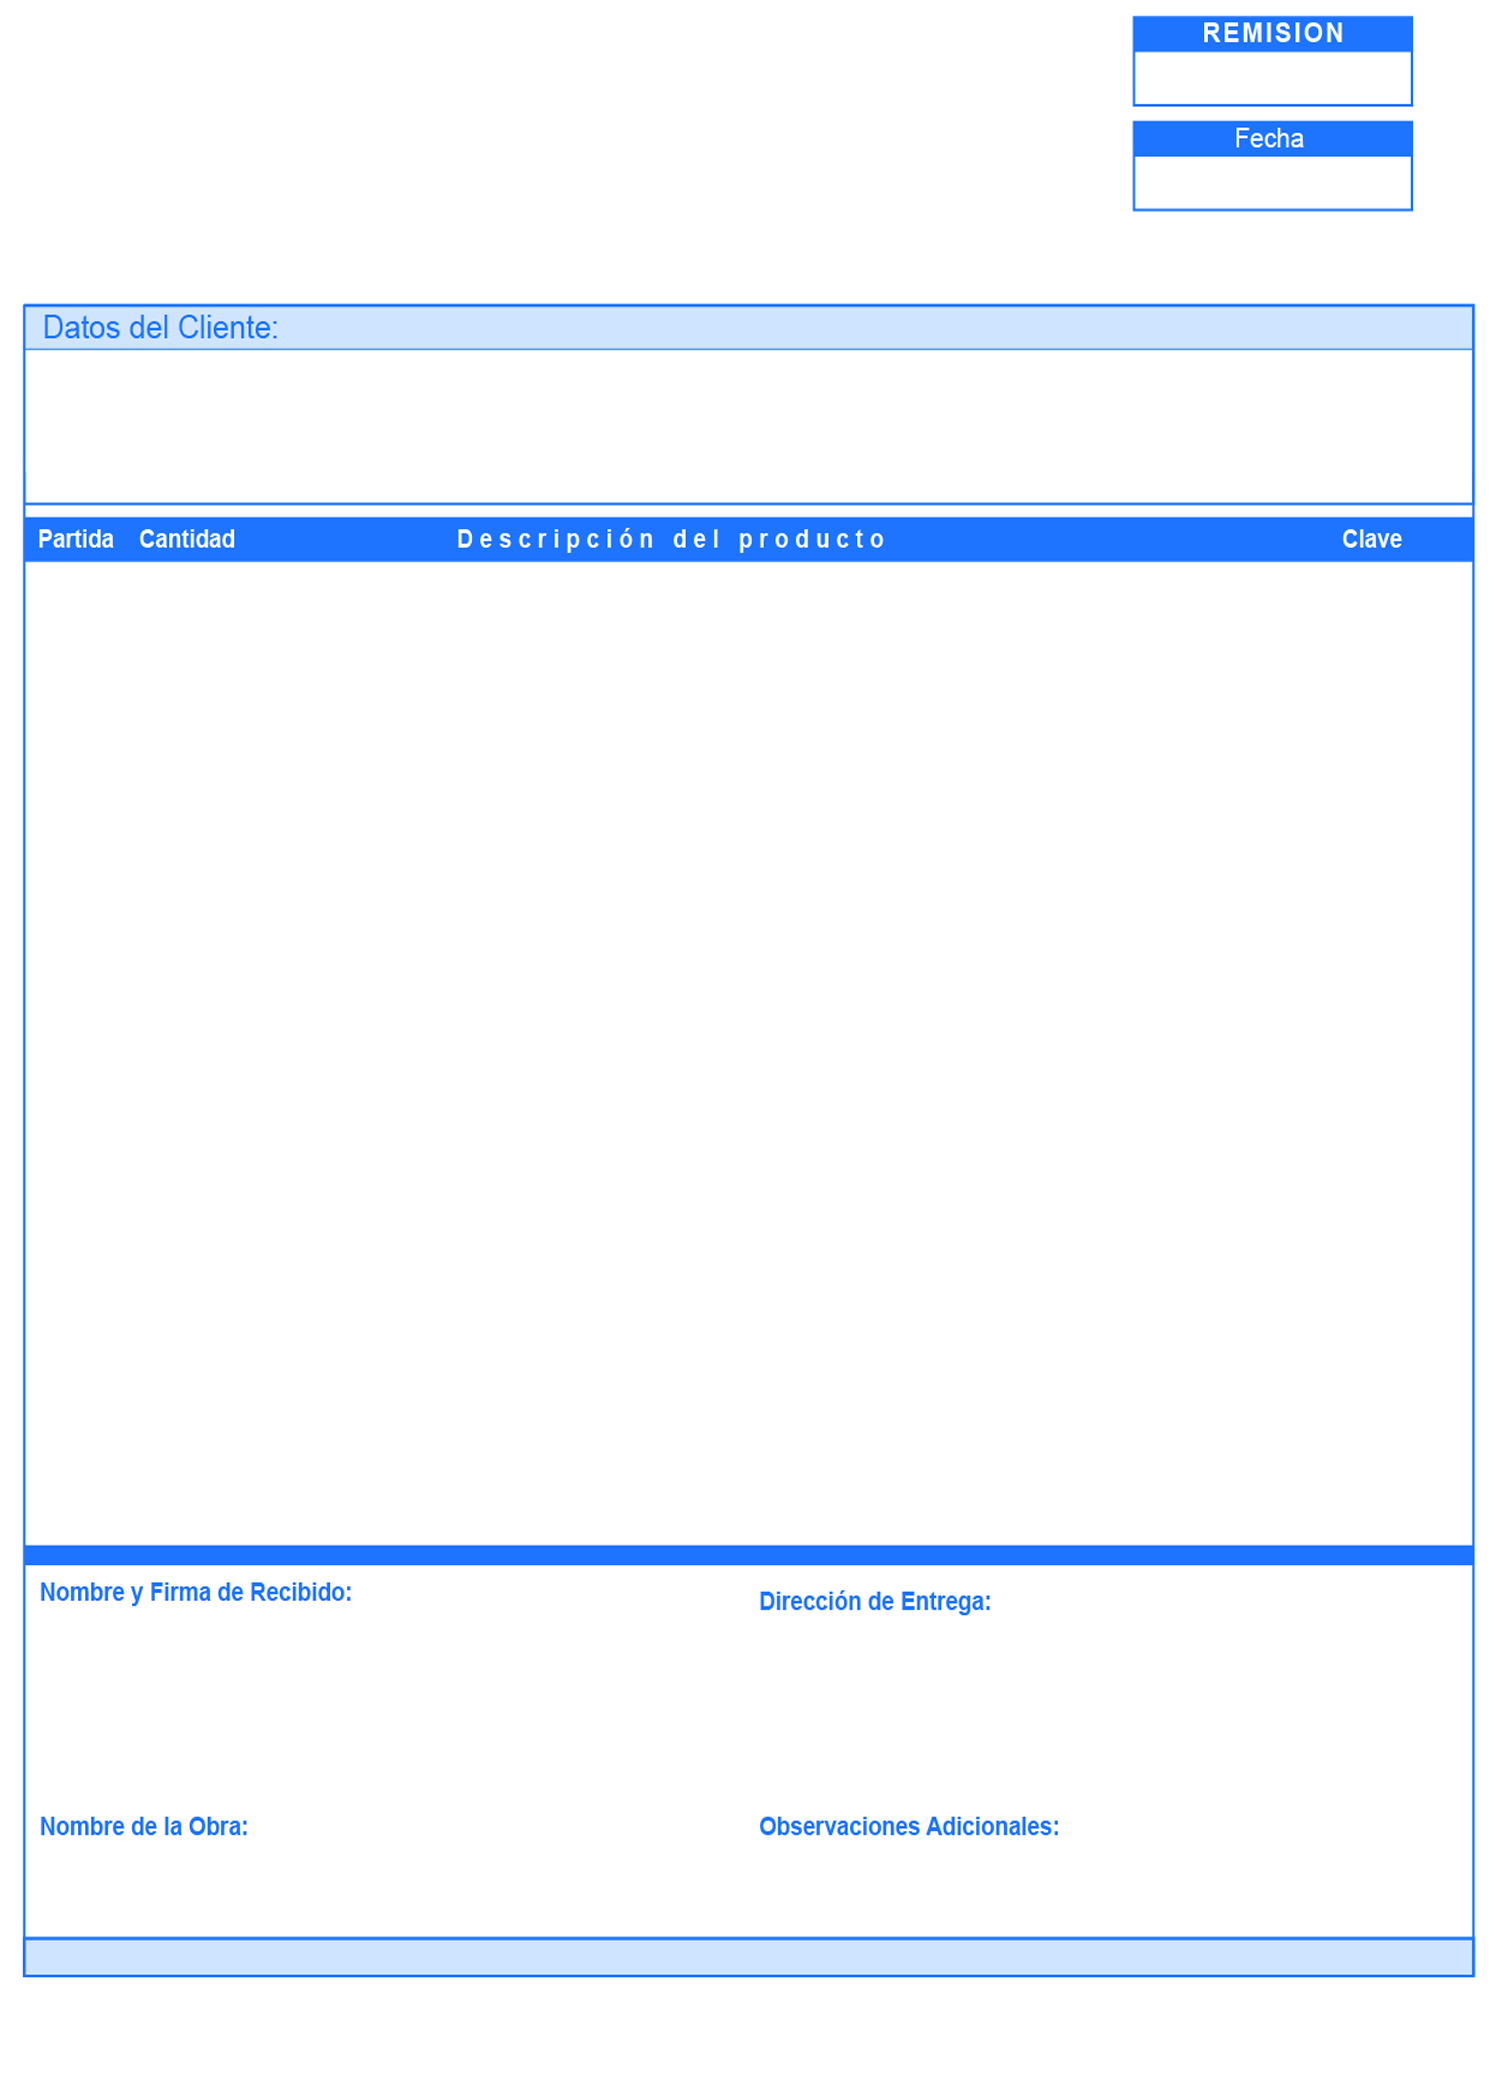 REMISION
Fecha
Datos del Cliente:
Partida Cantidad Descripción del producto Clave
Nombre y Firma de Recibido:
Dirección de Entrega:
Nombre de la Obra:
Observaciones Adicionales: